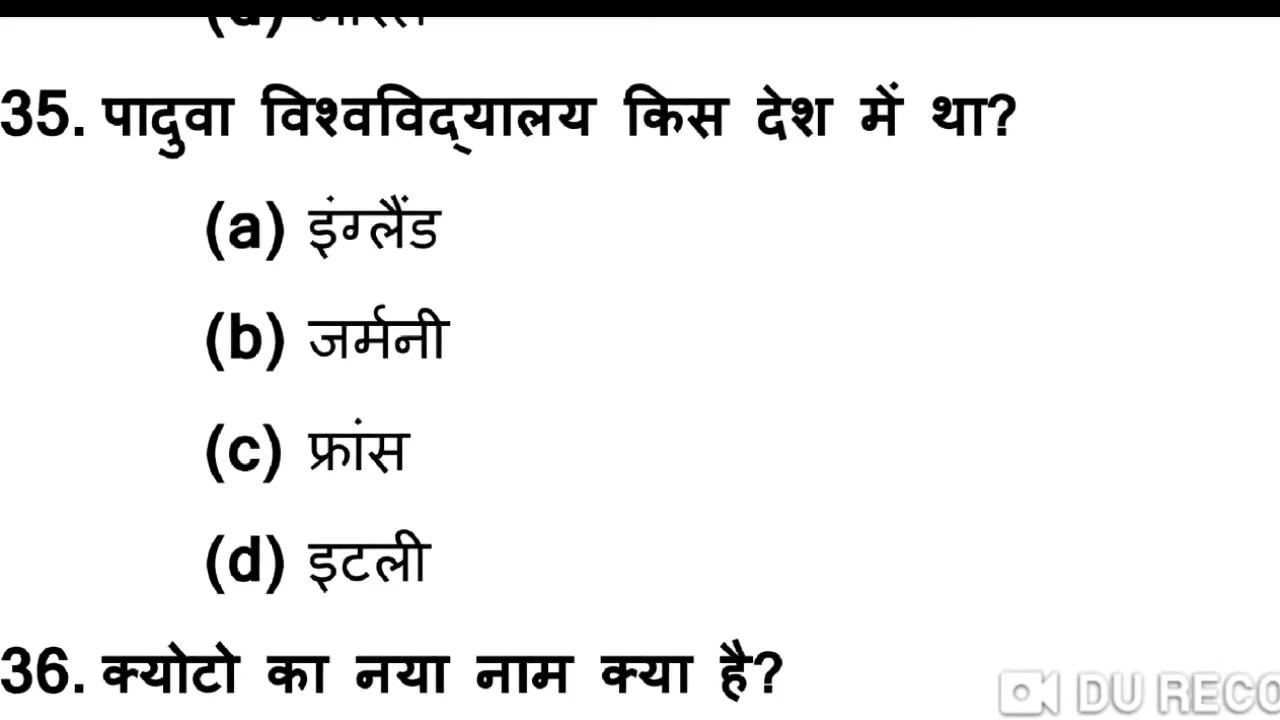 35. पादुवा विश्वविद्यालय किस देश में था?
(a) इंग्लैंड
(b) जर्मनी
(c) फ्रांस
(d) इटली
36. क्योटो का नया नाम क्या है?
DU RECO